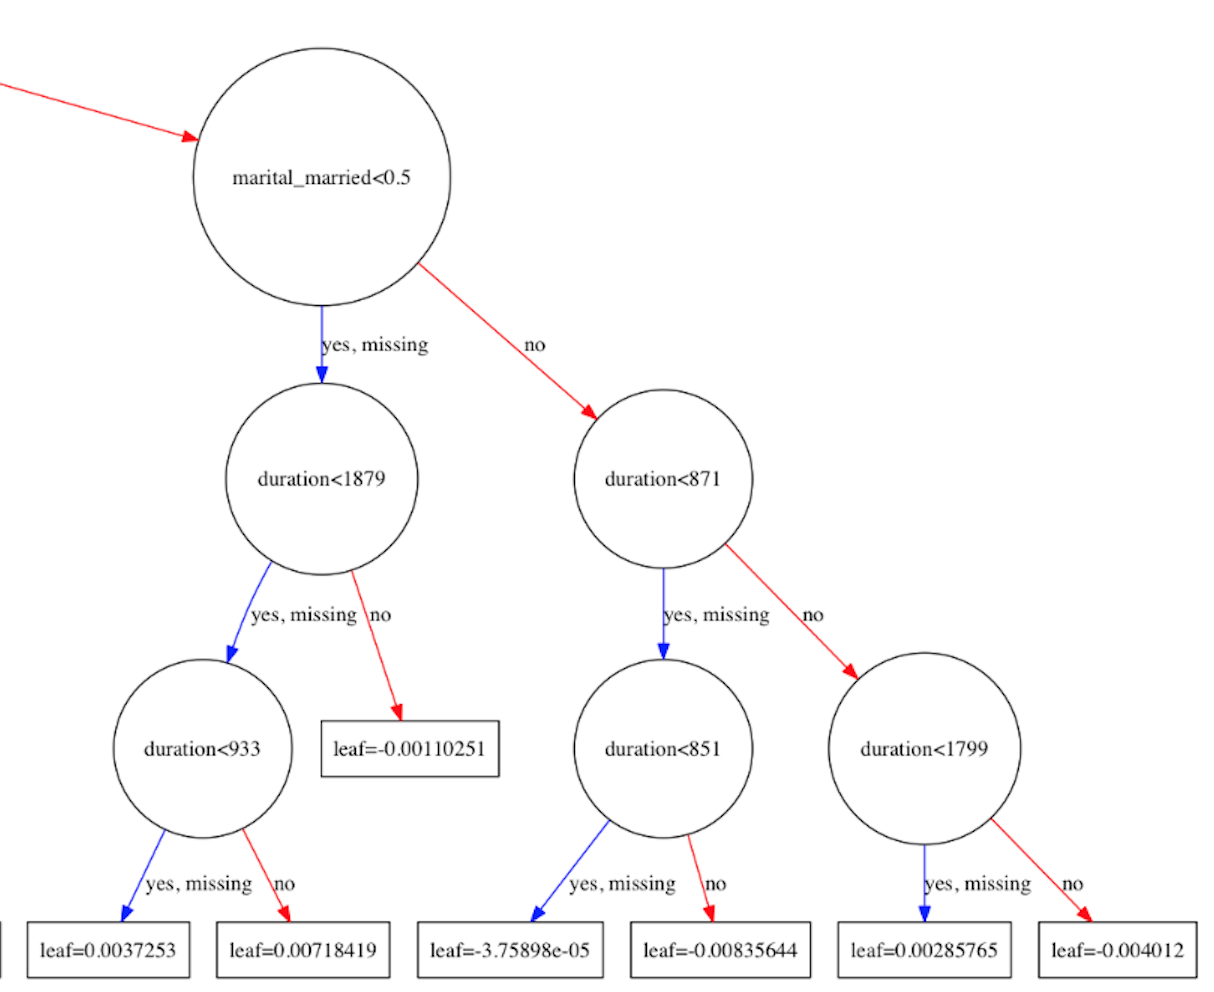 marital_married<0.5
yes, missing
no
duration<1879
duration<871
yes, missing
no
yes, missing
no
duration<933
leaf=-0.00110251
duration<851
duration<1799
yes, missing
no
yes, missing
no
yes, missing
no
leaf=0.0037253
leaf=0.00718419
leaf=-3.75898e-05
leaf=-0.00835644
leaf=0.00285765
leaf=-0.004012